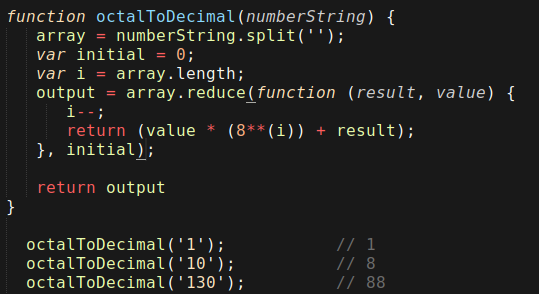 function octalToDecimal(numberString) {
   array = numberString.split('');
   var initial = 0;
   var i = array.length;
   output = array.reduce(function (result, value) {
      i--;
      return (value * (8**(i)) + result);
   }, initial);

   return output
}

  octalToDecimal('1');           // 1
  octalToDecimal('10');          // 8
  octalToDecimal('130');         // 88